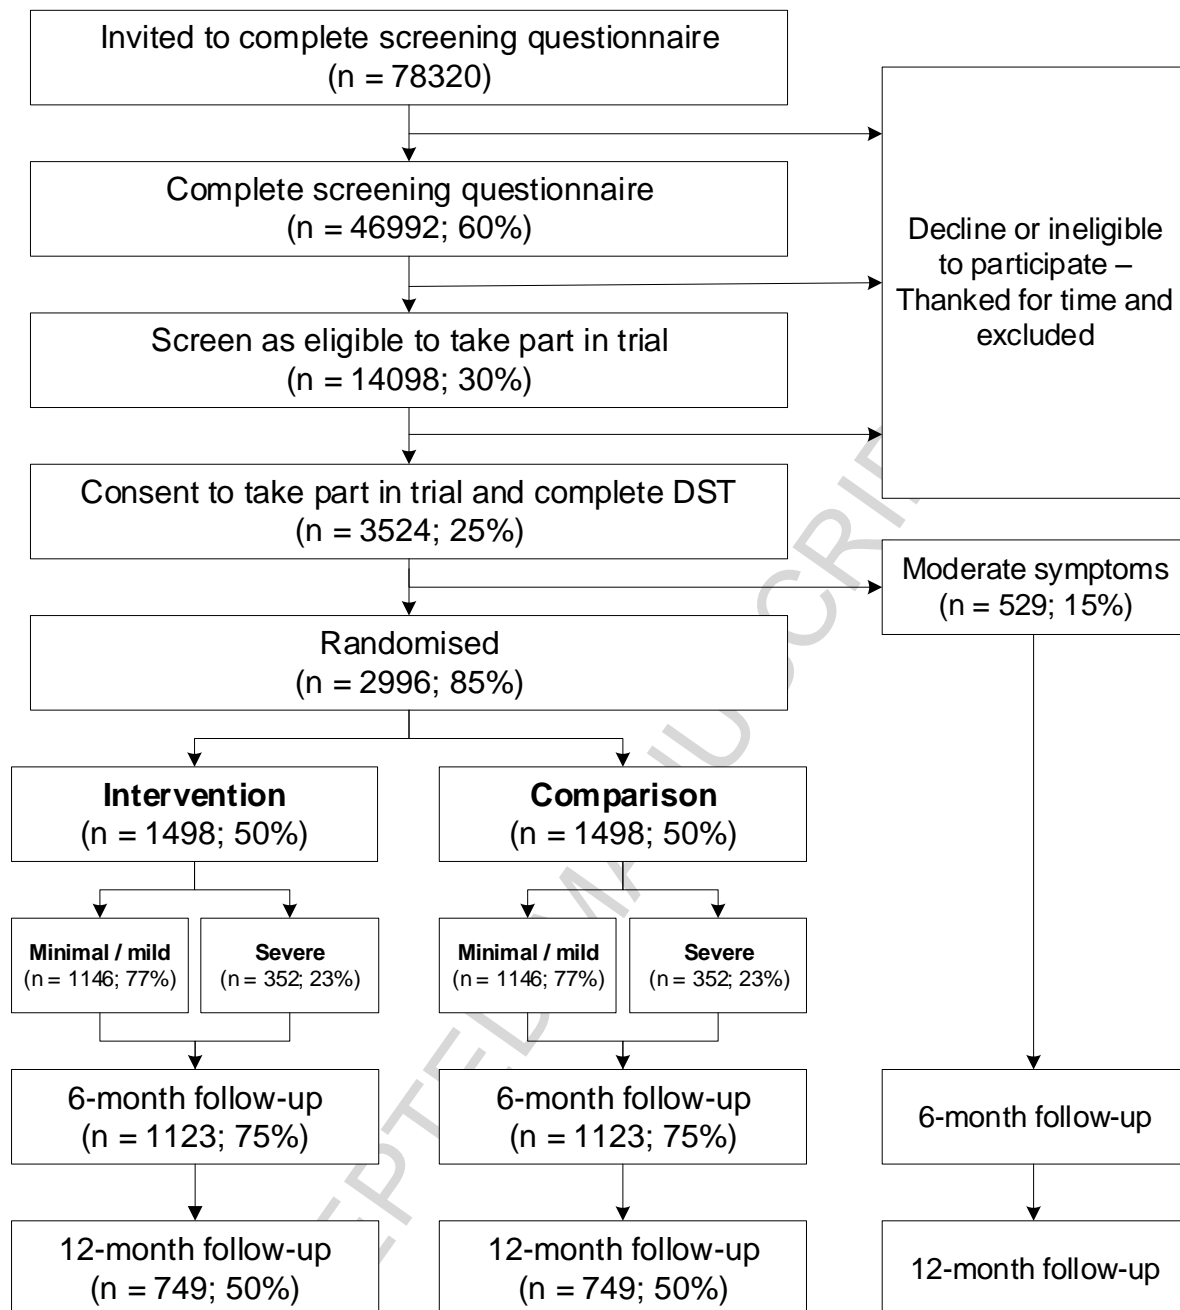 Invited to complete screening questionnaire
(n = 78320)
Complete screening questionnaire
(n = 46992; 60%)
Decline or ineligible
to participate –
Thanked for time and
excluded
Screen as eligible to take part in trial
(n = 14098; 30%)
Consent to take part in trial and complete DST
(n = 3524; 25%)
Moderate symptoms
(n = 529; 15%)
Randomised
(n = 2996; 85%)
Intervention
(n = 1498; 50%)
Comparison
(n = 1498; 50%)
Minimal / mild
(n = 1146; 77%)
Severe
(n = 352; 23%)
Minimal / mild
(n = 1146; 77%)
Severe
(n = 352; 23%)
6-month follow-up
(n = 1123; 75%)
6-month follow-up
(n = 1123; 75%)
6-month follow-up
12-month follow-up
(n = 749; 50%)
12-month follow-up
(n = 749; 50%)
12-month follow-up